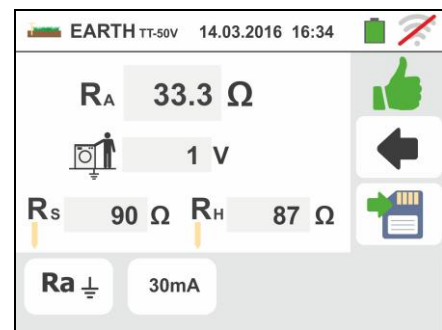 EARTH TT-50V 14.03.2016 16:34
RA 33.3 Ω
1 V
RS 90 Ω RH 87 Ω
Ra 30mA